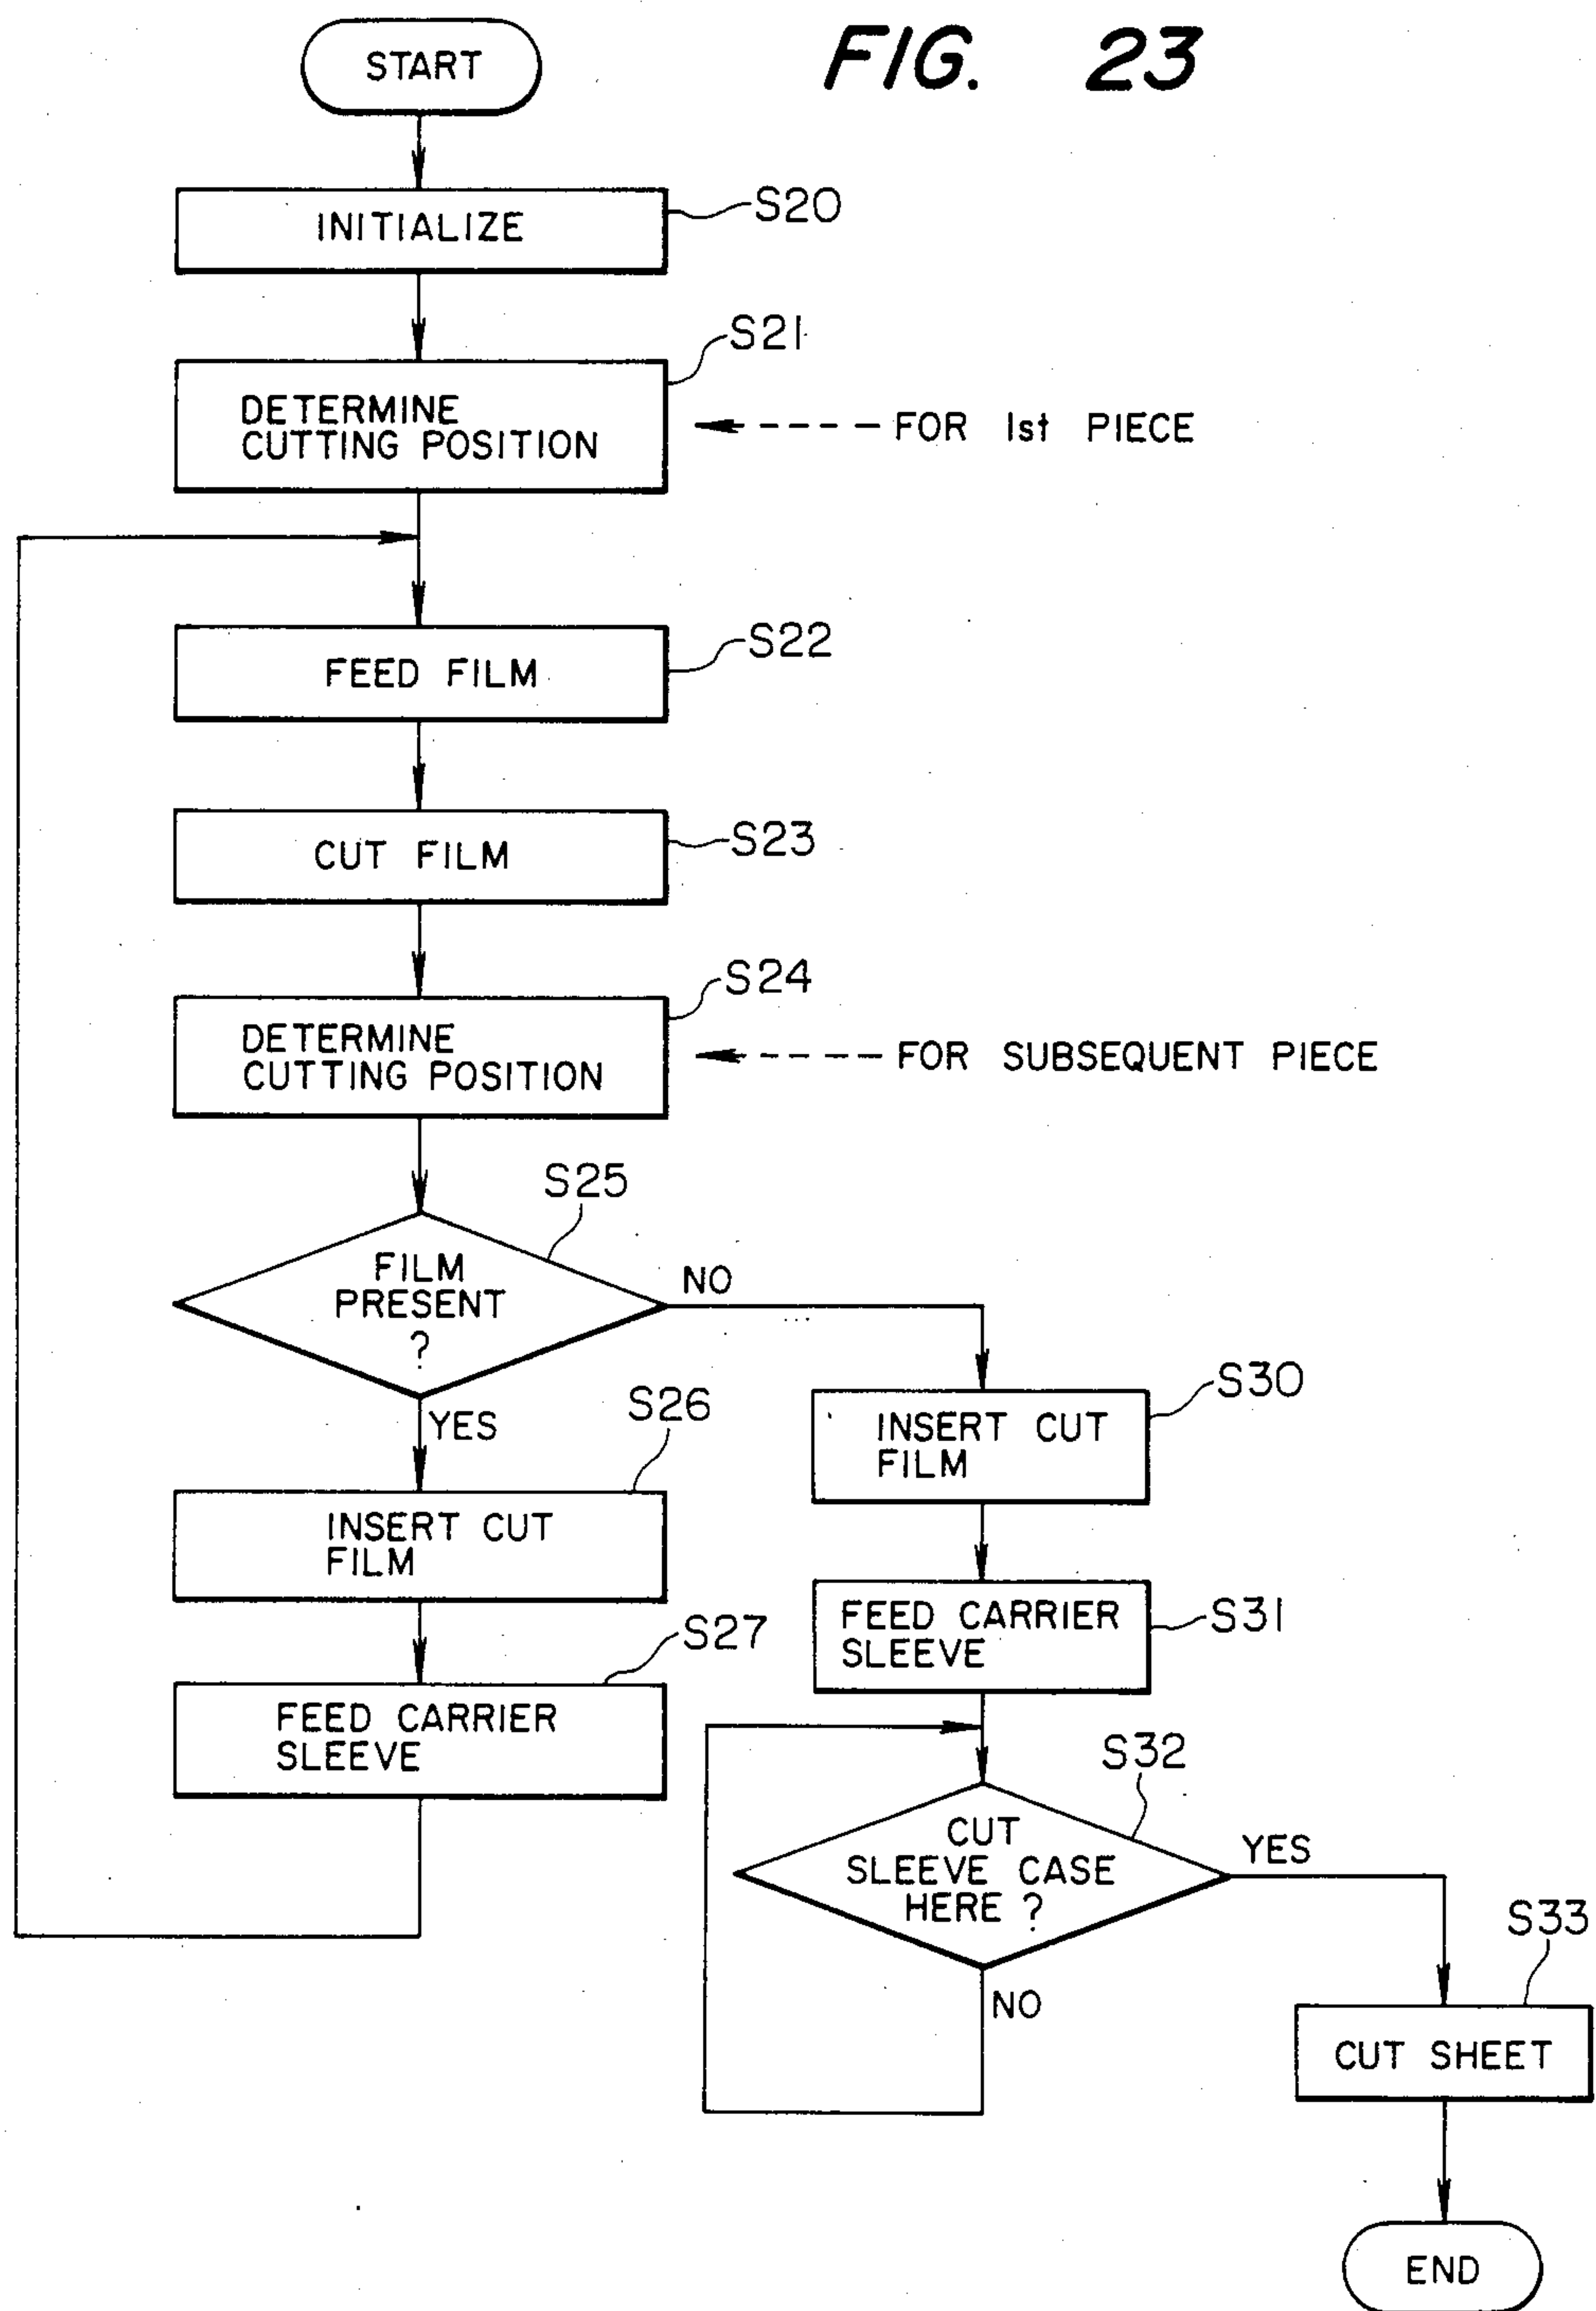 FIG. 23
START
INITIALIZE
S20
S21
DETERMINE
CUTTING POSITION
FOR 1st PIECE
S22
FEED FILM
CUT FILM
S23
S24
DETERMINE
CUTTING POSITION
FOR SUBSEQUENT PIECE
S25
FILM
PRESENT
?
NO
YES
S26
INSERT CUT
FILM
S27
FEED CARRIER
SLEEVE
S30
INSERT CUT
FILM
FEED CARRIER
SLEEVE
S31
S32
CUT
SLEEVE CASE
HERE ?
YES
NO
S33
CUT SHEET
END